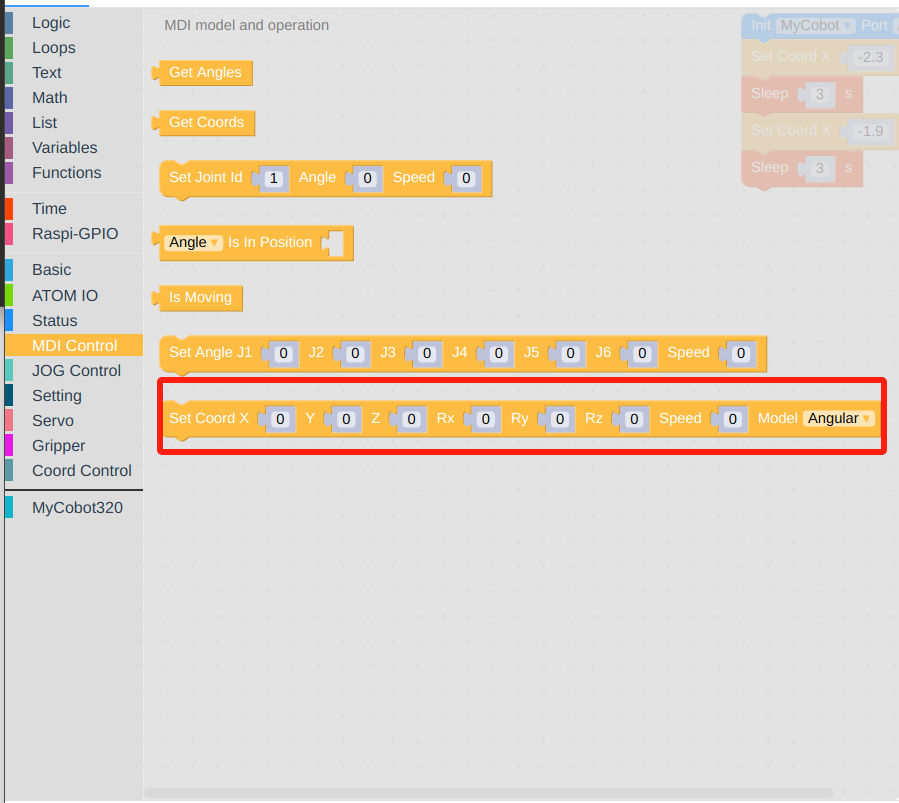 Logic
Loops
Text
Math
List
Variables
Functions
Time
Raspi-GPIO
Basic
ATOM IO
Status
MDI Control
JOG Control
Setting
Servo
Gripper
Coord Control
MyCobot320
MDI model and operation
Get Angles
Get Coords
Set Joint Id 1 Angle 0 Speed 0
Angle ▾ Is In Position
Is Moving
Set Angle J1 0 J2 0 J3 0 J4 0 J5 0 J6 0 Speed 0
Set Coord X 0 Y 0 Z 0 Rx 0 Ry 0 Rz 0 Speed 0 Model Angular ▾
Init MyCobot ▾ Port
Set Coord X -2.3
Sleep 3 s
Set Coord X -1.9
Sleep 3 s